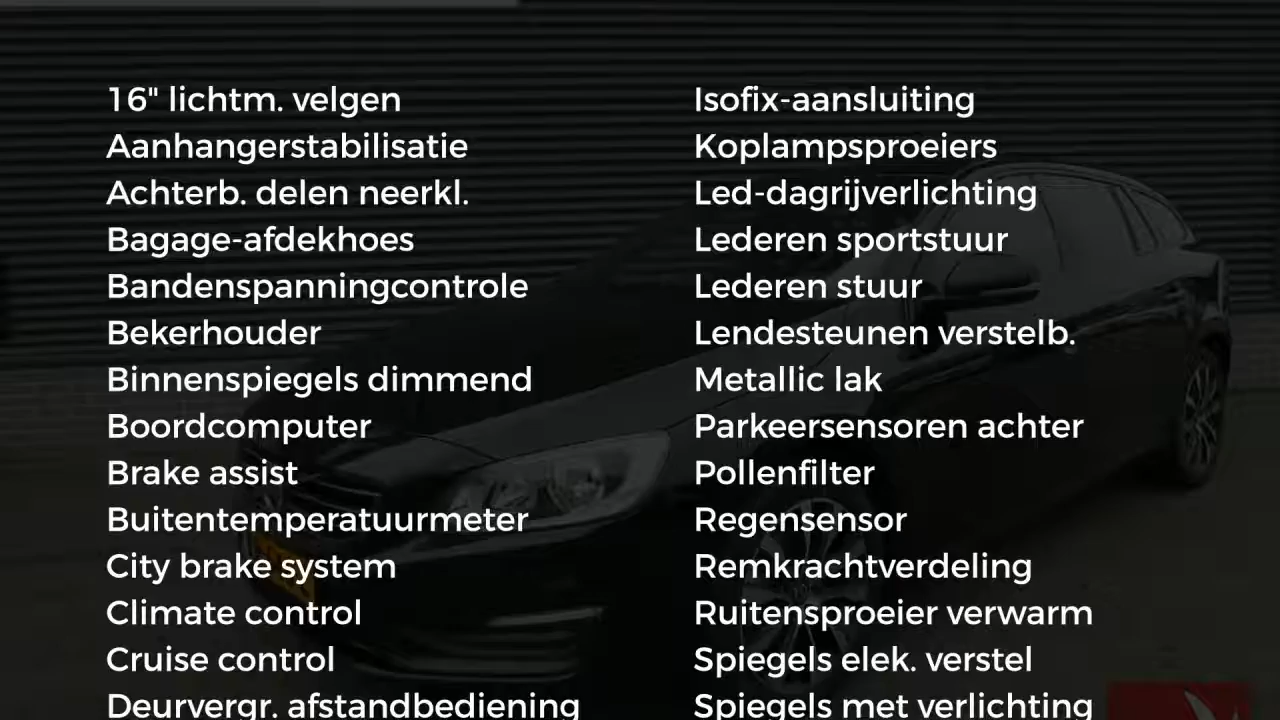 16" lichtm. velgen
Aanhangerstabilisatie
Achterb. delen neerkl.
Bagage-afdekhoes
Bandenspanningcontrole
Bekerhouder
Binnenspiegels dimmend
Boordcomputer
Brake assist
Buitentemperatuurmeter
City brake system
Climate control
Cruise control
Deurvergr. afstandbediening
Isofix-aansluiting
Koplampsproeiers
Led-dagrijverlichting
Lederen sportstuur
Lederen stuur
Lendesteunen verstelb.
Metallic lak
Parkeersensoren achter
Pollenfilter
Regensensor
Remkrachtverdeling
Ruitensproeier verwarm
Spiegels elek. verstel
Spiegels met verlichting